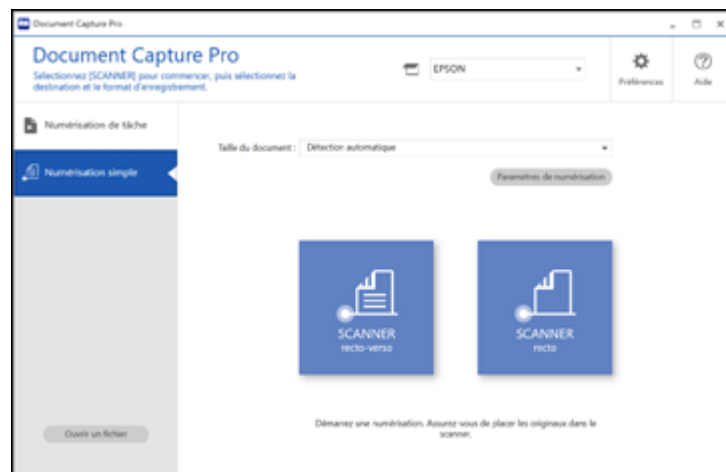 Document Capture Pro
Document Capture Pro
Sélectionnez [SCANNER] pour commencer, puis sélectionnez la
destination et le format d'enregistrement.
EPSON
Préférences
Aide
Numérisation de tâche
Numérisation simple
Taille du document :
Détection automatique
Paramètres de numérisation
SCANNER
recto-verso
SCANNER
recto
Démarrez une numérisation. Assurez-vous de placer les originaux dans le
scanner.
Ouvrir un fichier